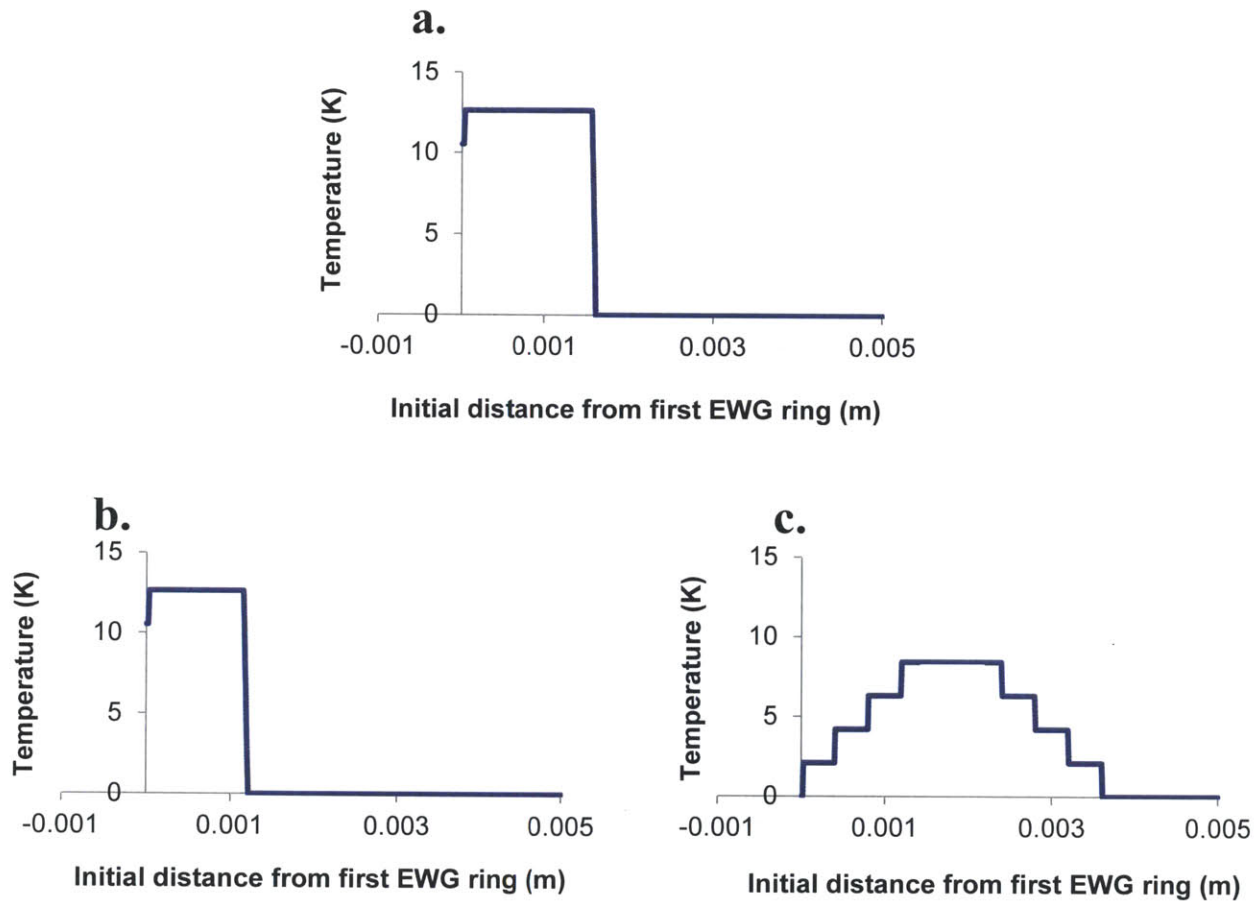 a.
Temperature (K)
15
10
5
0
-0.001 0.001 0.003 0.005
Initial distance from first EWG ring (m)
b.
Temperature (K)
15
10
5
0
-0.001 0.001 0.003 0.005
Initial distance from first EWG ring (m)
c.
Temperature (K)
15
10
5
0
-0.001 0.001 0.003 0.005
Initial distance from first EWG ring (m)